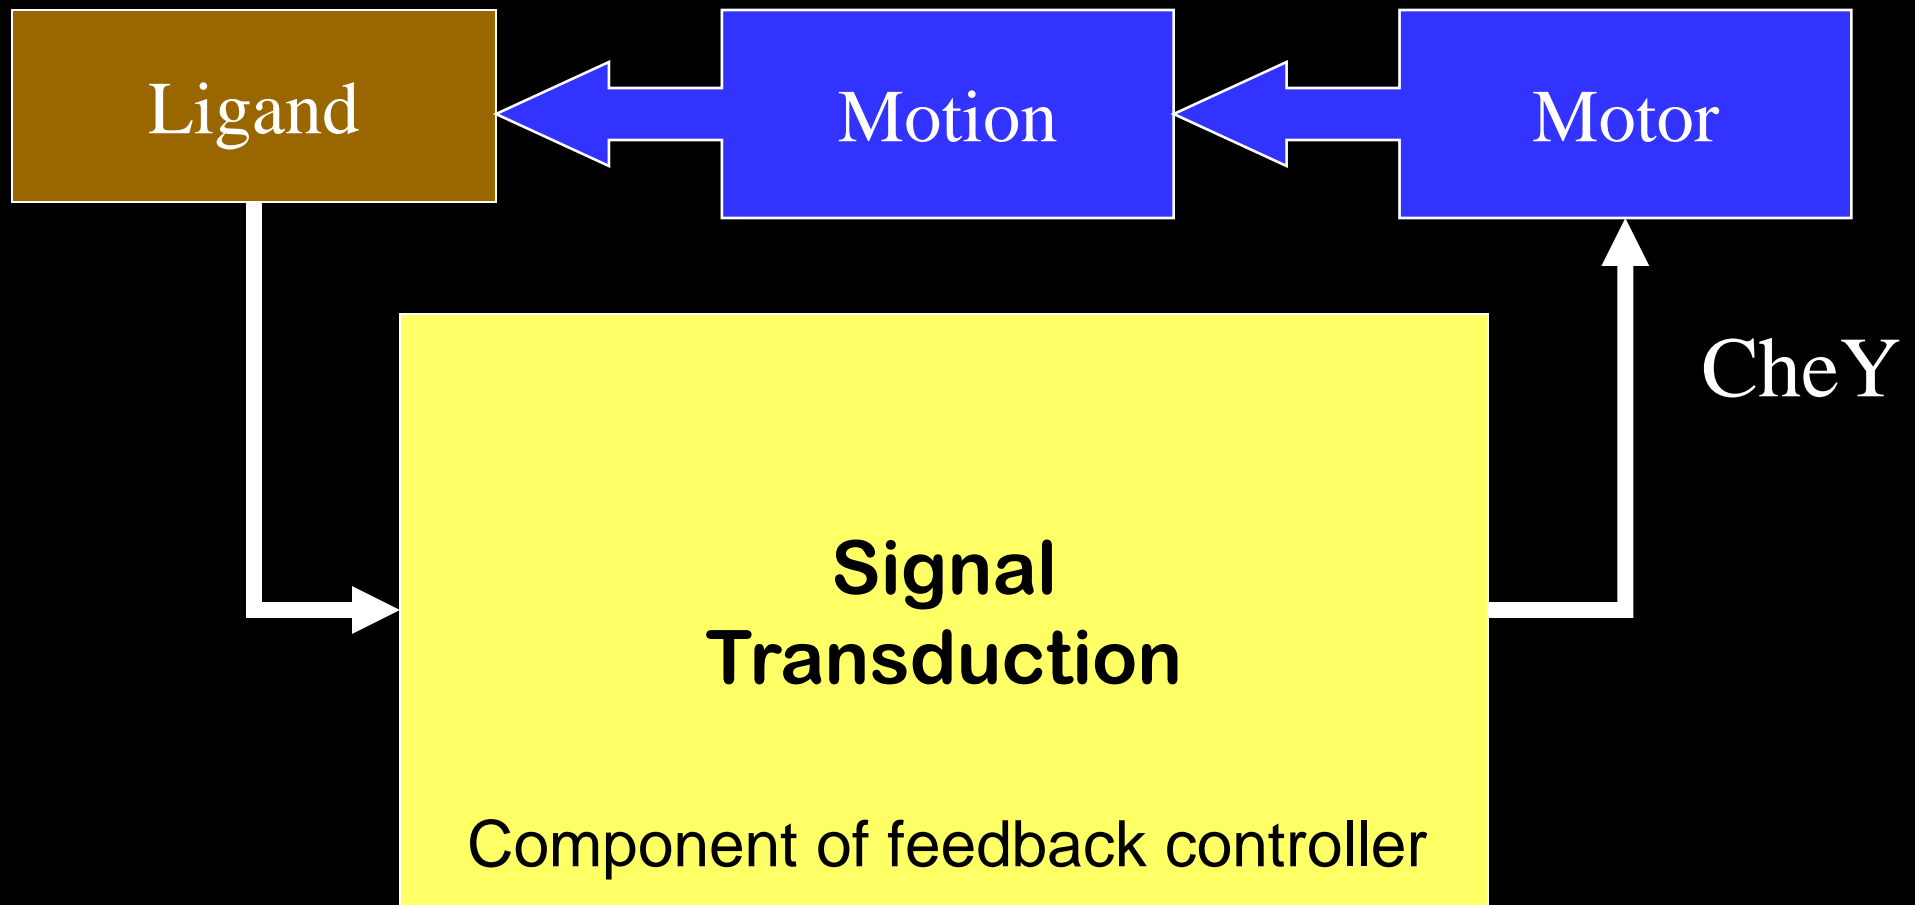 Ligand
Motion
Motor
CheY
Signal
Transduction
Component of feedback controller